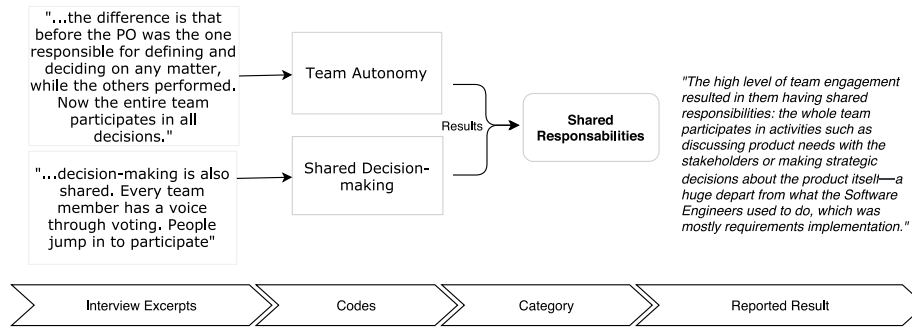 "...the difference is that
before the PO was the one
responsible for defining and
deciding on any matter,
while the others performed.
Now the entire team
participates in all
decisions."
"...decision-making is also
shared. Every team
member has a voice
through voting. People
jump in to participate"
Team Autonomy
Shared Decision-
making
Results
Shared
Responsabilities
"The high level of team engagement
resulted in them having shared
responsibilities: the whole team
participates in activities such as
discussing product needs with the
stakeholders or making strategic
decisions about the product itself—a
huge depart from what the Software
Engineers used to do, which was
mostly requirements implementation."
Interview Excerpts
Codes
Category
Reported Result